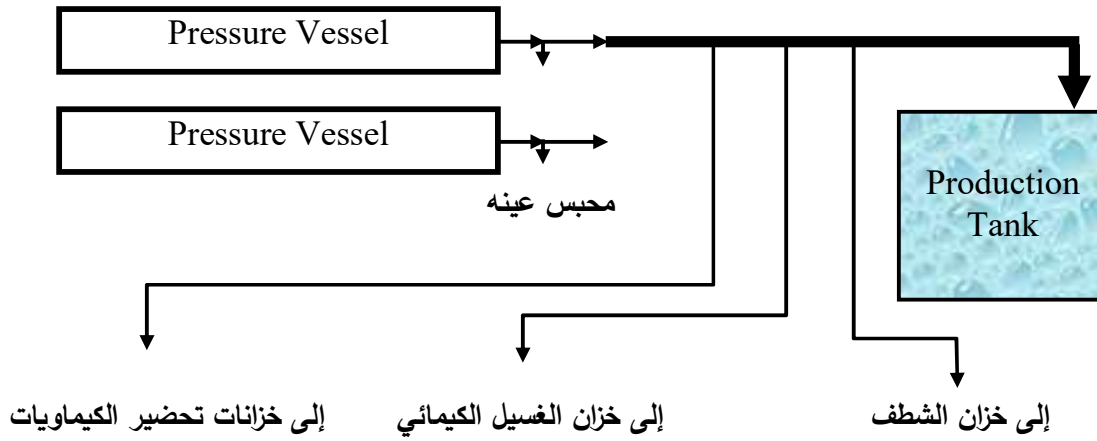 Pressure Vessel
Pressure Vessel
محبس عينه
Production
Tank
إلى خزانات تحضير الكيماويات
إلى خزان الغسيل الكيمائي
إلى خزان الشطف